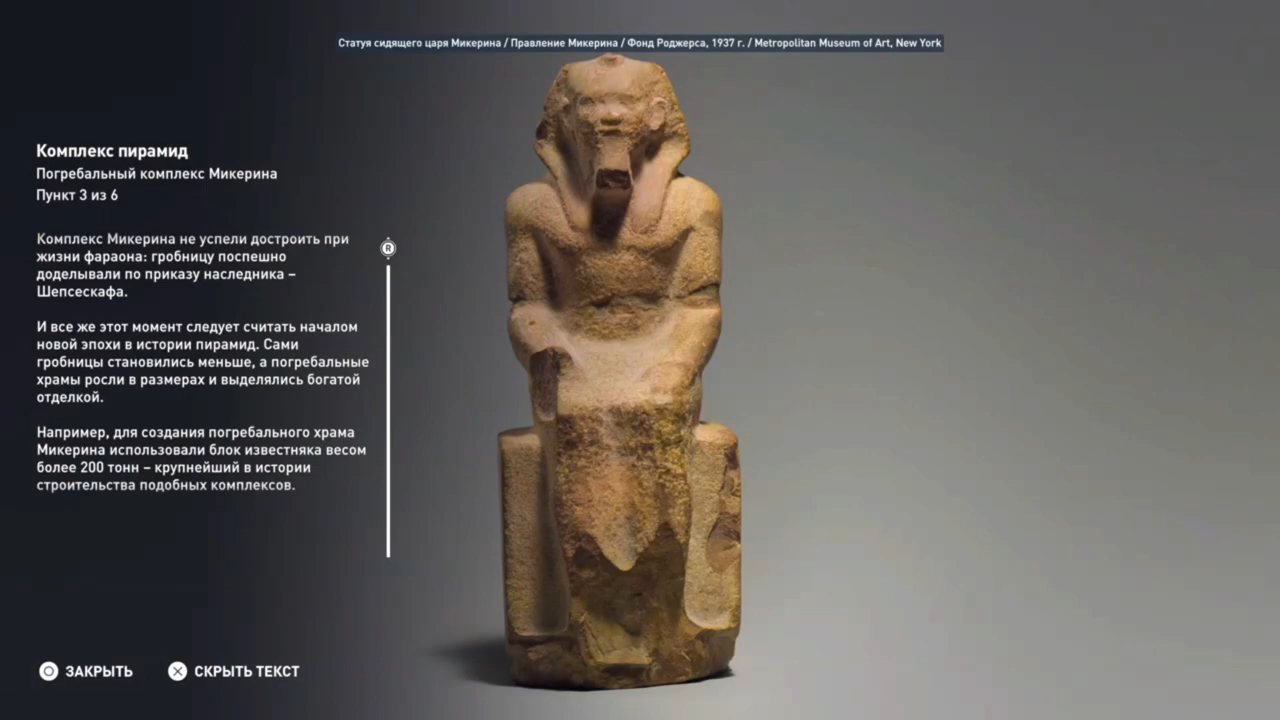 Статуя сидящего царя Микерина / Правление Микерина / Фонд Роджерса, 1937 г. / Metropolitan Museum of Art, New York
Комплекс пирамид
Погребальный комплекс Микерина
Пункт 3 из 6
Комплекс Микерина не успели достроить при
жизни фараона: гробницу поспешно
доделывали по приказу наследника –
Шепсескафа.
И все же этот момент следует считать началом
новой эпохи в истории пирамид. Сами
гробницы становились меньше, а погребальные
храмы росли в размерах и выделялись богатой
отделкой.
Например, для создания погребального храма
Микерина использовали блок известняка весом
более 200 тонн – крупнейший в истории
строительства подобных комплексов.
R
ЗАКРЫТЬ
СКРЫТЬ ТЕКСТ